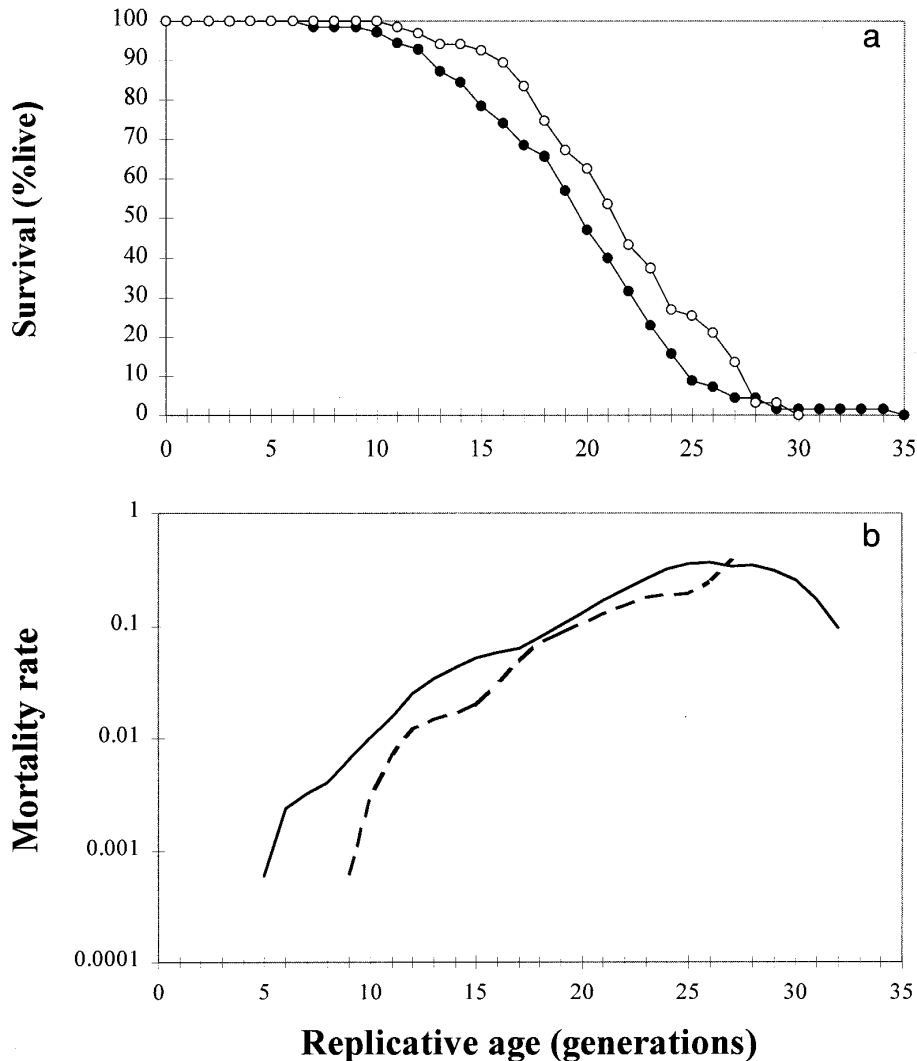 a
Survival (%live)
100
90
80
70
60
50
40
30
20
10
0
0 5 10 15 20 25 30 35
b
Mortality rate
1
0.1
0.01
0.001
0.0001
0 5 10 15 20 25 30 35
Replicative age (generations)